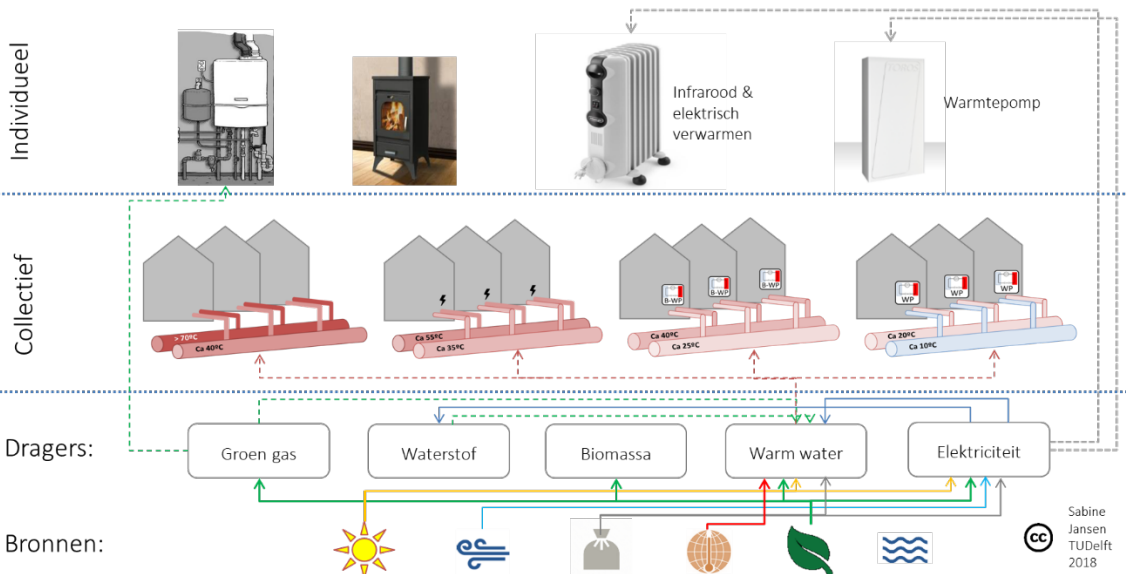 Individueel
Infrarood &
elektrisch
verwarmen
Warmtepomp
Collectief
> 70ºC
Ca 40ºC
Ca 55ºC
Ca 35ºC
B-WP
B-WP
B-WP
Ca 40ºC
Ca 25ºC
WP
WP
WP
Ca 20ºC
Ca 10ºC
Dragers:
Groen gas
Waterstof
Biomassa
Warm water
Elektriciteit
Bronnen:
cc
Sabine
Jansen
TUDelft
2018